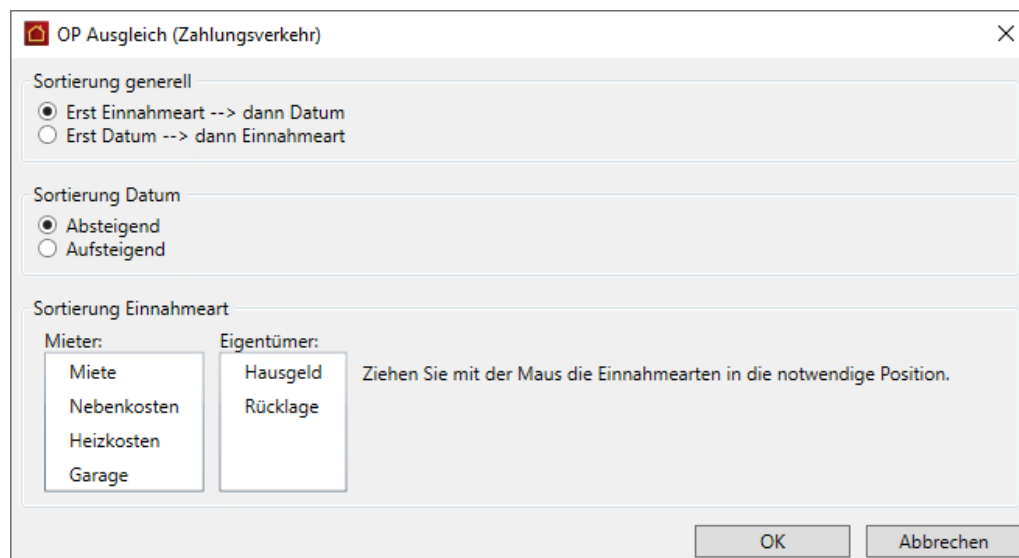 OP Ausgleich (Zahlungsverkehr)
Sortierung generell
Erst Einnahmeart --> dann Datum
Erst Datum --> dann Einnahmeart
Sortierung Datum
Absteigend
Aufsteigend
Sortierung Einnahmeart
Mieter:
Miete
Nebenkosten
Heizkosten
Garage
Eigentümer:
Hausgeld
Rücklage
Ziehen Sie mit der Maus die Einnahmearten in die notwendige Position.
OK
Abbrechen